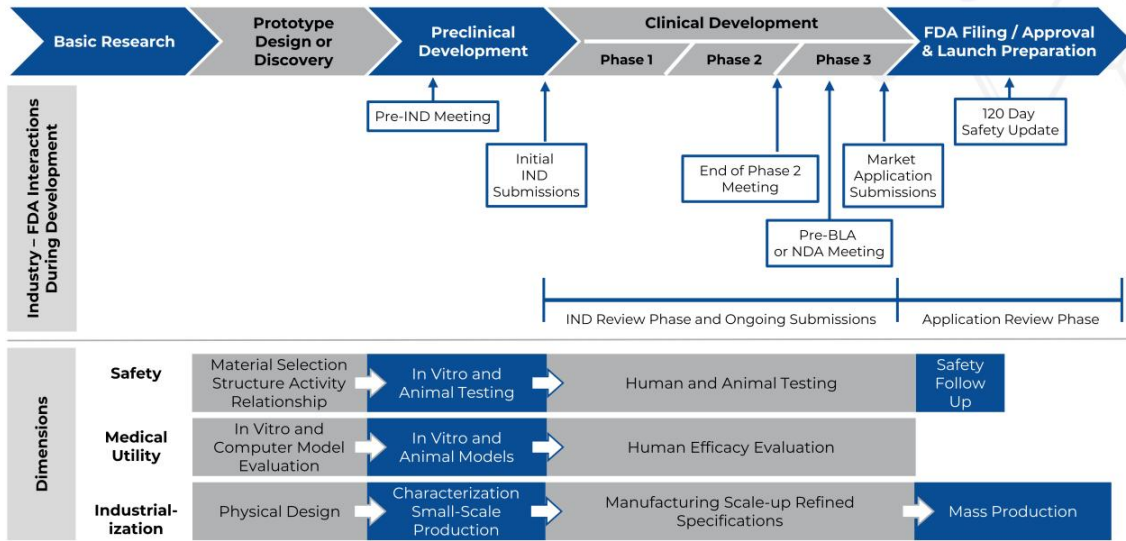 Basic Research
Prototype
Design or
Discovery
Preclinical
Development
Clinical Development
Phase 1
Phase 2
Phase 3
FDA Filing / Approval
& Launch Preparation
Industry – FDA Interactions
During Development
Pre-IND Meeting
Initial
IND
Submissions
End of Phase 2
Meeting
Pre-BLA
or NDA Meeting
Market
Application
Submissions
120 Day
Safety Update
IND Review Phase and Ongoing Submissions
Application Review Phase
Dimensions
Safety
Material Selection
Structure Activity
Relationship
In Vitro and
Animal Testing
Human and Animal Testing
Safety
Follow
Up
Medical
Utility
In Vitro and
Computer Model
Evaluation
In Vitro and
Animal Models
Human Efficacy Evaluation
Industrial-
ization
Physical Design
Characterization
Small-Scale
Production
Manufacturing Scale-up Refined
Specifications
Mass Production